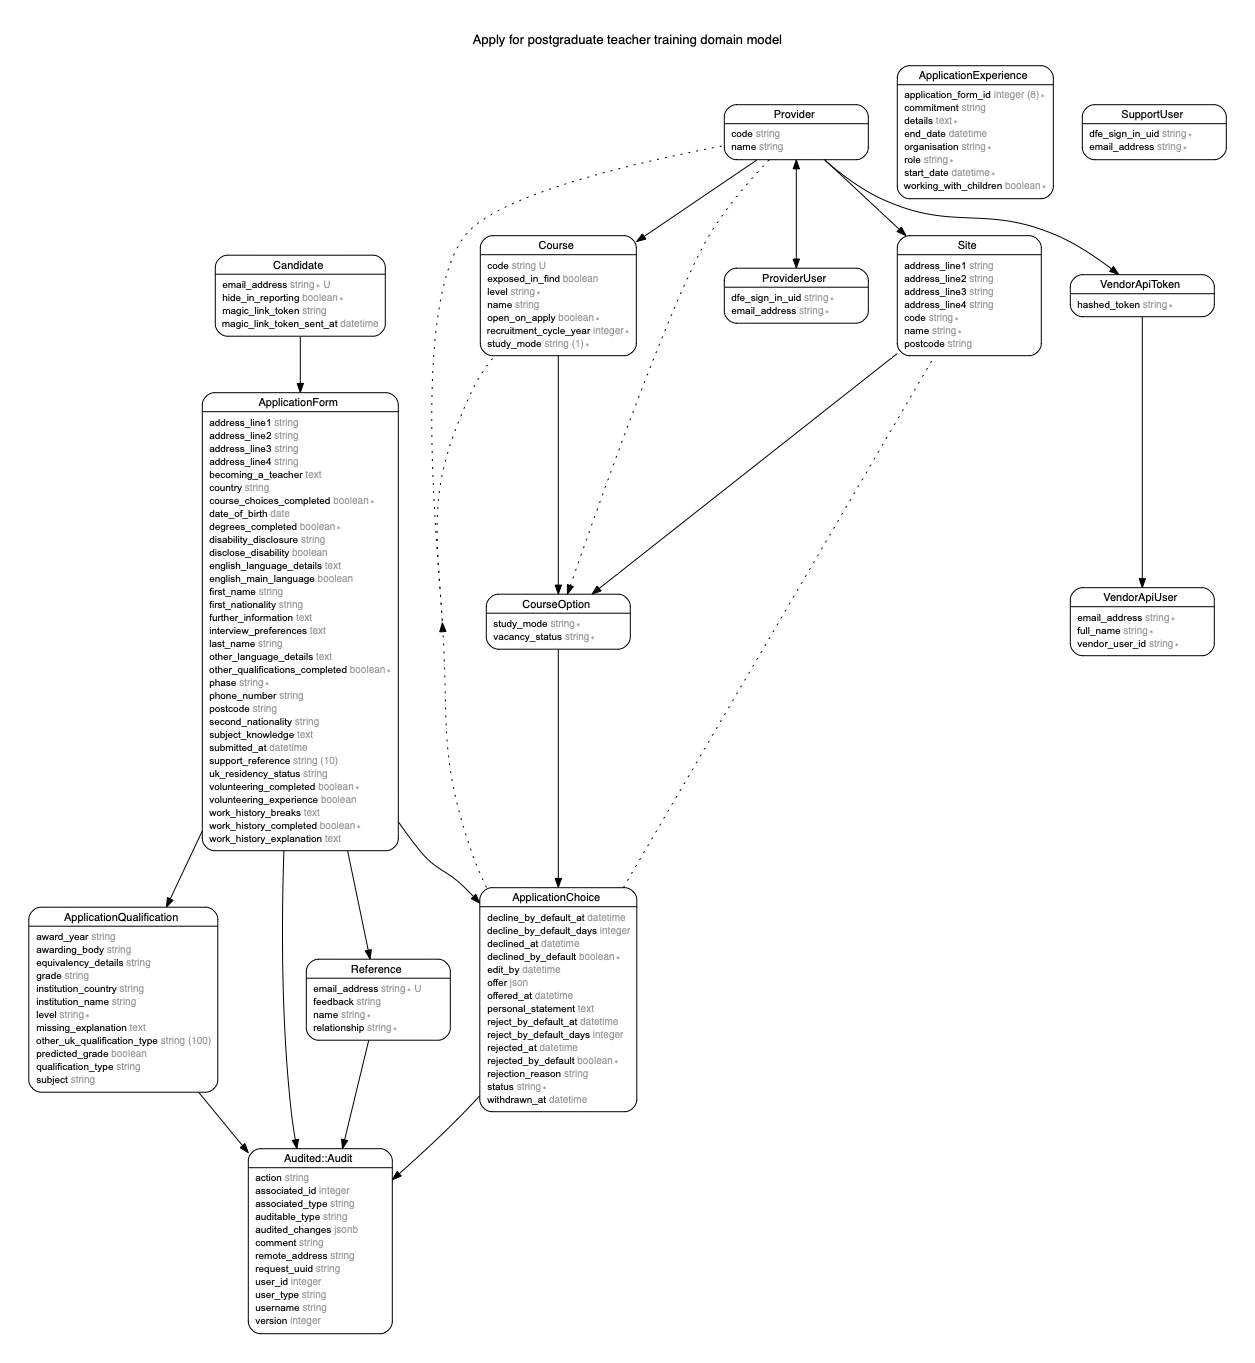 Apply for postgraduate teacher training domain model
ApplicationExperience
application_form_id integer (8) ∗
commitment string
details text ∗
end_date datetime
organisation string ∗
role string ∗
start_date datetime ∗
working_with_children boolean ∗
Provider
code string
name string
SupportUser
dfe_sign_in_uid string ∗
email_address string ∗
Course
code string U
exposed_in_find boolean
level string ∗
name string
open_on_apply boolean ∗
recruitment_cycle_year integer ∗
study_mode string (1) ∗
Site
address_line1 string
address_line2 string
address_line3 string
address_line4 string
code string ∗
name string ∗
postcode string
Candidate
email_address string ∗ U
hide_in_reporting boolean ∗
magic_link_token string
magic_link_token_sent_at datetime
ProviderUser
dfe_sign_in_uid string ∗
email_address string ∗
VendorApiToken
hashed_token string ∗
ApplicationForm
address_line1 string
address_line2 string
address_line3 string
address_line4 string
becoming_a_teacher text
country string
course_choices_completed boolean ∗
date_of_birth date
degrees_completed boolean ∗
disability_disclosure string
disclose_disability boolean
english_language_details text
english_main_language boolean
first_name string
first_nationality string
further_information text
interview_preferences text
last_name string
other_language_details text
other_qualifications_completed boolean ∗
phase string ∗
phone_number string
postcode string
second_nationality string
subject_knowledge text
submitted_at datetime
support_reference string (10)
uk_residency_status string
volunteering_completed boolean ∗
volunteering_experience boolean
work_history_breaks text
work_history_completed boolean ∗
work_history_explanation text
CourseOption
study_mode string ∗
vacancy_status string ∗
VendorApiUser
email_address string ∗
full_name string ∗
vendor_user_id string ∗
ApplicationChoice
decline_by_default_at datetime
decline_by_default_days integer
declined_at datetime
declined_by_default boolean ∗
edit_by datetime
offer json
offered_at datetime
personal_statement text
reject_by_default_at datetime
reject_by_default_days integer
rejected_at datetime
rejected_by_default boolean ∗
rejection_reason string
status string ∗
withdrawn_at datetime
ApplicationQualification
award_year string
awarding_body string
equivalency_details string
grade string
institution_country string
institution_name string
level string ∗
missing_explanation text
other_uk_qualification_type string (100)
predicted_grade boolean
qualification_type string
subject string
Reference
email_address string ∗ U
feedback string
name string ∗
relationship string ∗
Audited::Audit
action string
associated_id integer
associated_type string
auditable_type string
audited_changes jsonb
comment string
remote_address string
request_uuid string
user_id integer
user_type string
username string
version integer